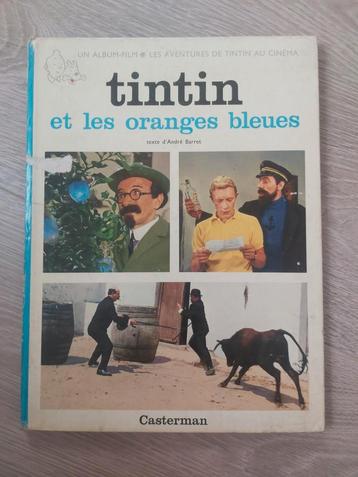 UN ALBUM-FILM LES AVENTURES DE TINTIN AU CINÉMA
tintin
et les oranges bleues
texte d'André Barret
Casterman